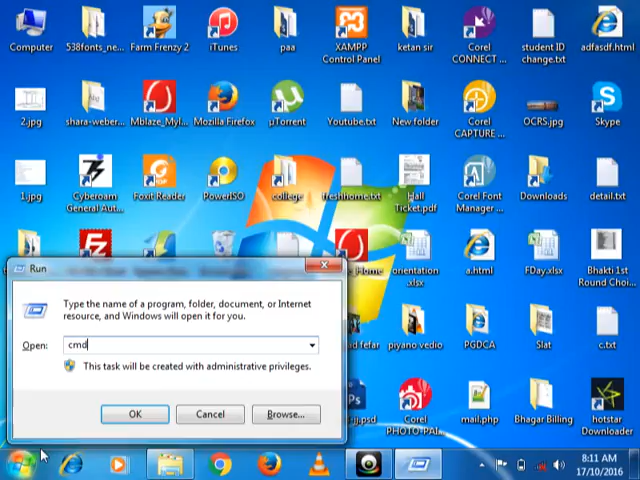 Computer
538fonts_ne...
Farm Frenzy 2
iTunes
paa
XAMPP
Control Panel
ketan sir
Corel
CONNECT ...
student ID
change.txt
adfasdf.html
2.jpg
shara-weber...
Mblaze_Myl...
Mozilla Firefox
µTorrent
Youtube.txt
New folder
Corel
CAPTURE ...
OCRS.jpg
Skype
1.jpg
Cyberoam
General Aut...
Foxit Reader
PowerISO
college
freshhome.txt
Hall
Ticket.pdf
Corel Font
Manager ...
Downloads
detail.txt
_Home
orientation
.xlsx
a.html
FDay.xlsx
Bhakti 1st
Round Choi...
Run
Type the name of a program, folder, document, or Internet
resource, and Windows will open it for you.
Open:
cmd
This task will be created with administrative privileges.
OK
Cancel
Browse...
id fefar
piyano vedio
PGDCA
Slat
c.txt
jj.psd
Corel
PHOTO-PAI...
mail.php
Bhagar Billing
hotstar
Downloader
8:11 AM
17/10/2016